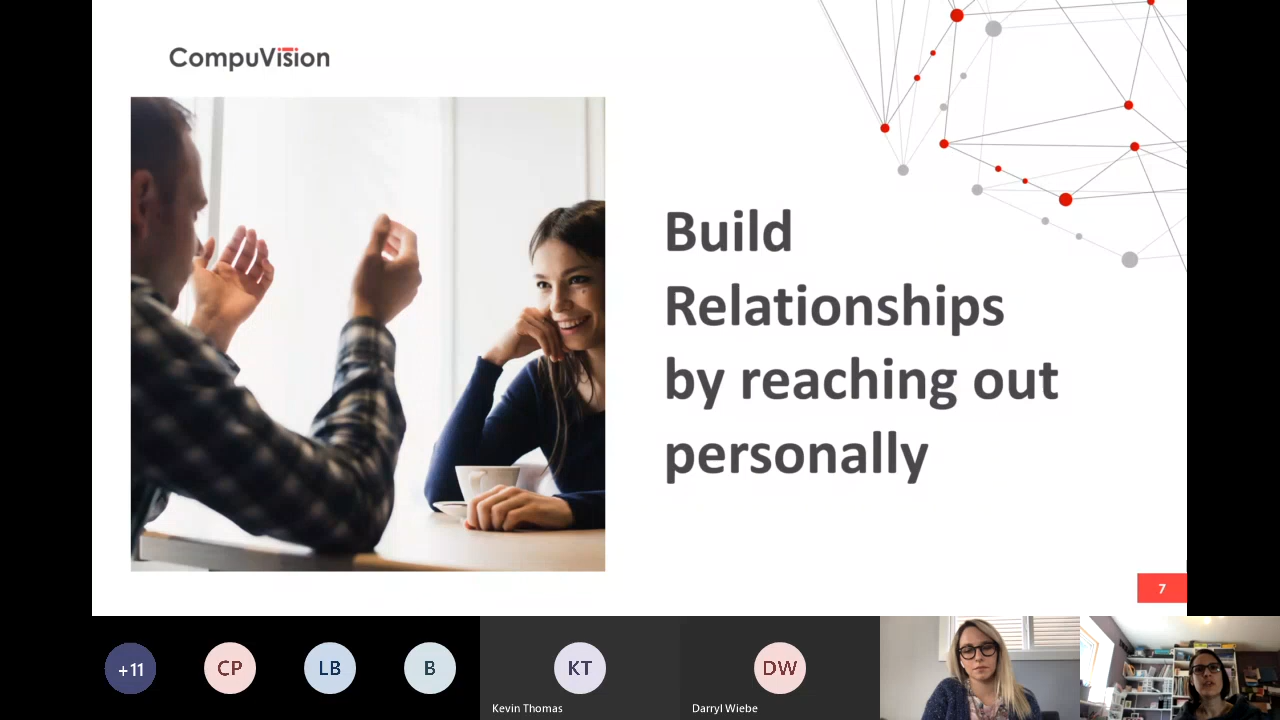 CompuVision
Build
Relationships
by reaching out
personally
7
+11
CP
LB
B
KT
DW
Kevin Thomas
Darryl Wiebe